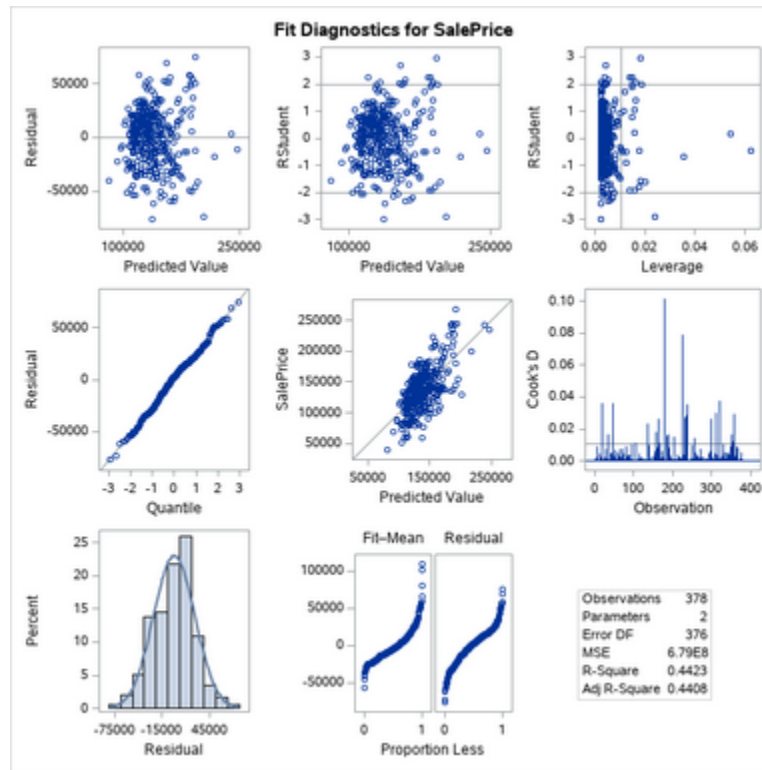 Fit Diagnostics for SalePrice
50000
0
-50000
Residual
100000 250000
Predicted Value
3
2
1
0
-1
-2
-3
RStudent
100000 250000
Predicted Value
3
2
1
0
-1
-2
-3
RStudent
0.00 0.02 0.04 0.06
Leverage
50000
0
-50000
Residual
-3 -2 -1 0 1 2 3
Quantile
250000
200000
150000
100000
50000
SalePrice
50000 150000 250000
Predicted Value
0.10
0.08
0.06
0.04
0.02
0.00
Cook's D
0 100 200 300 400
Observation
25
20
15
10
5
0
Percent
-75000 -15000 45000
Residual
Fit–Mean Residual
100000
50000
0
-50000
0 1 0 1
Proportion Less
Observations 378
Parameters 2
Error DF 376
MSE 6.79E8
R-Square 0.4423
Adj R-Square 0.4408